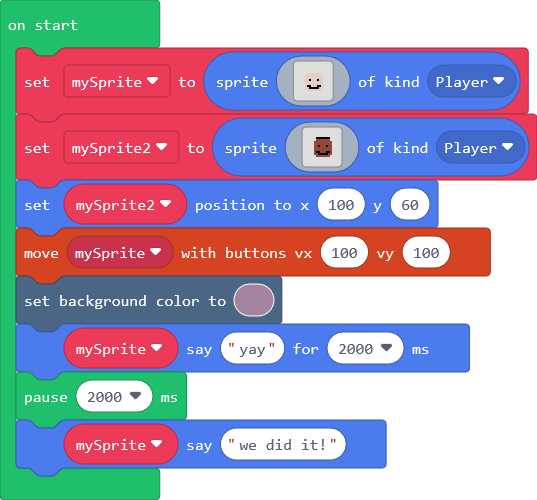 on start
set mySprite to sprite of kind Player
set mySprite2 to sprite of kind Player
set mySprite2 position to x 100 y 60
move mySprite with buttons vx 100 vy 100
set background color to
mySprite say "yay" for 2000 ms
pause 2000 ms
mySprite say "we did it!"